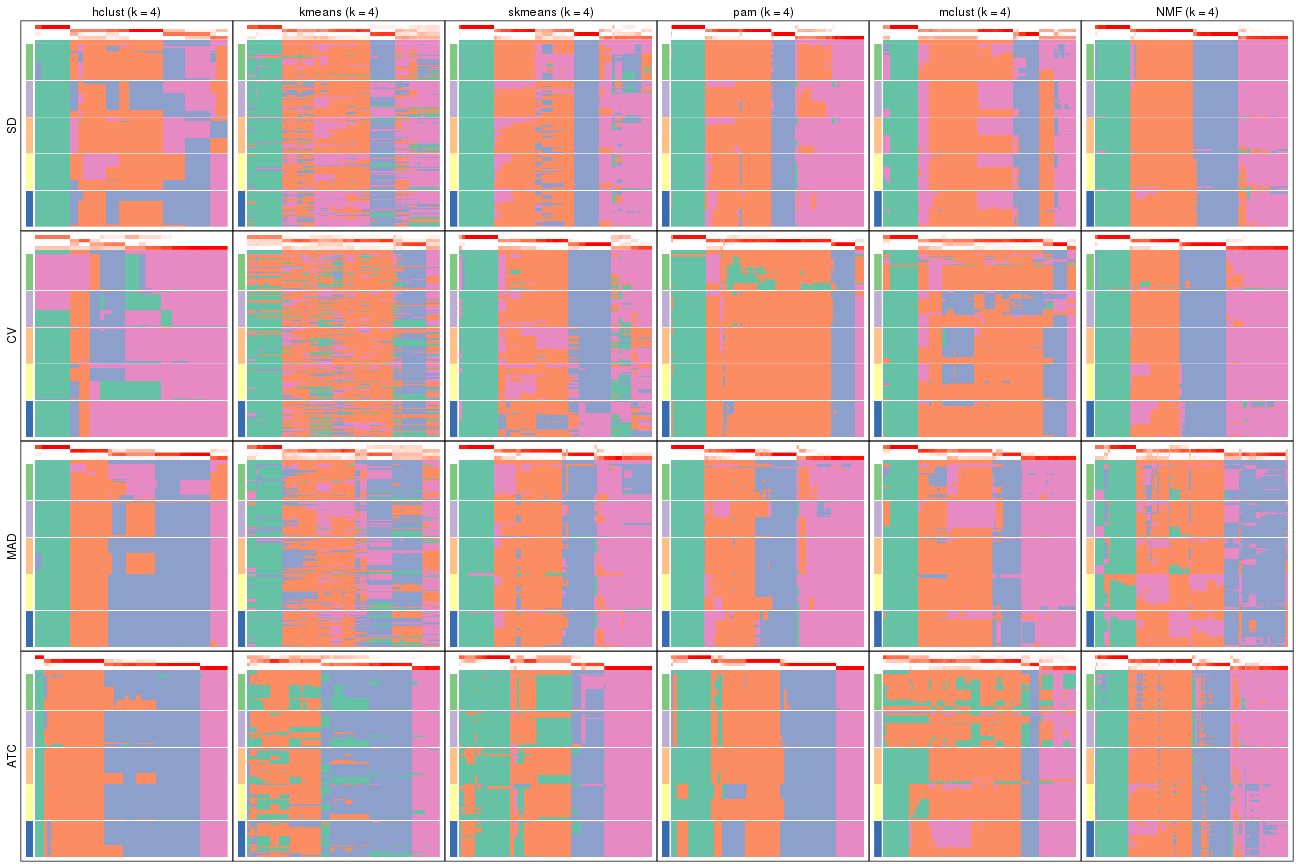 hclust (k = 4) kmeans (k = 4) skmeans (k = 4) pam (k = 4) mclust (k = 4) NMF (k = 4)
SD
CV
MAD
ATC